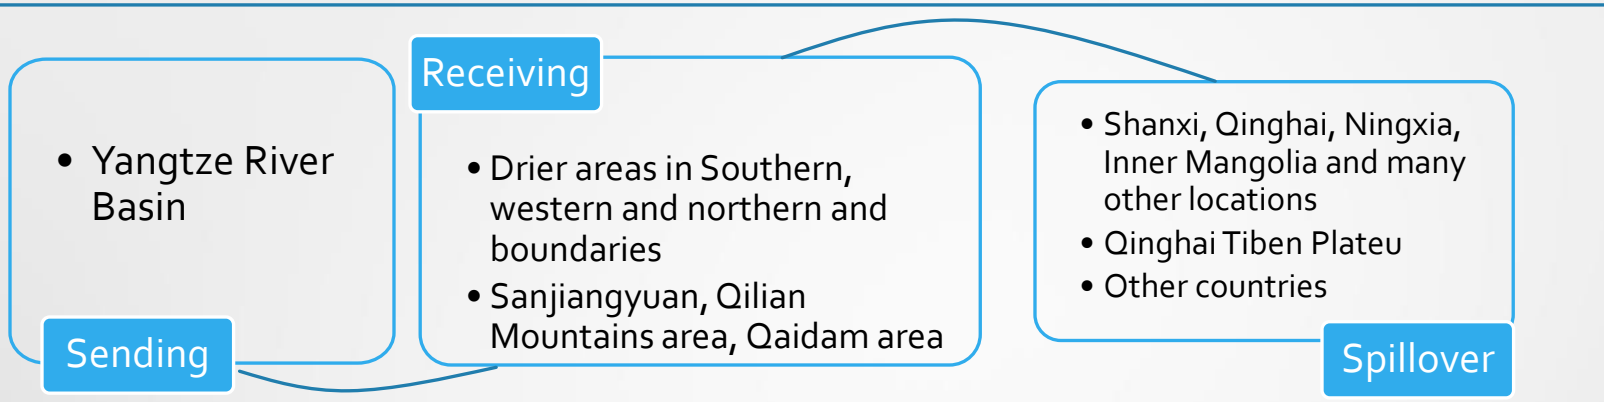 Receiving
• Yangtze River
Basin
Sending
• Drier areas in Southern,
western and northern and
boundaries
• Sanjiangyuan, Qilian
Mountains area, Qaidam area
• Shanxi, Qinghai, Ningxia,
Inner Mangolia and many
other locations
• Qinghai Tiben Plateu
• Other countries
Spillover